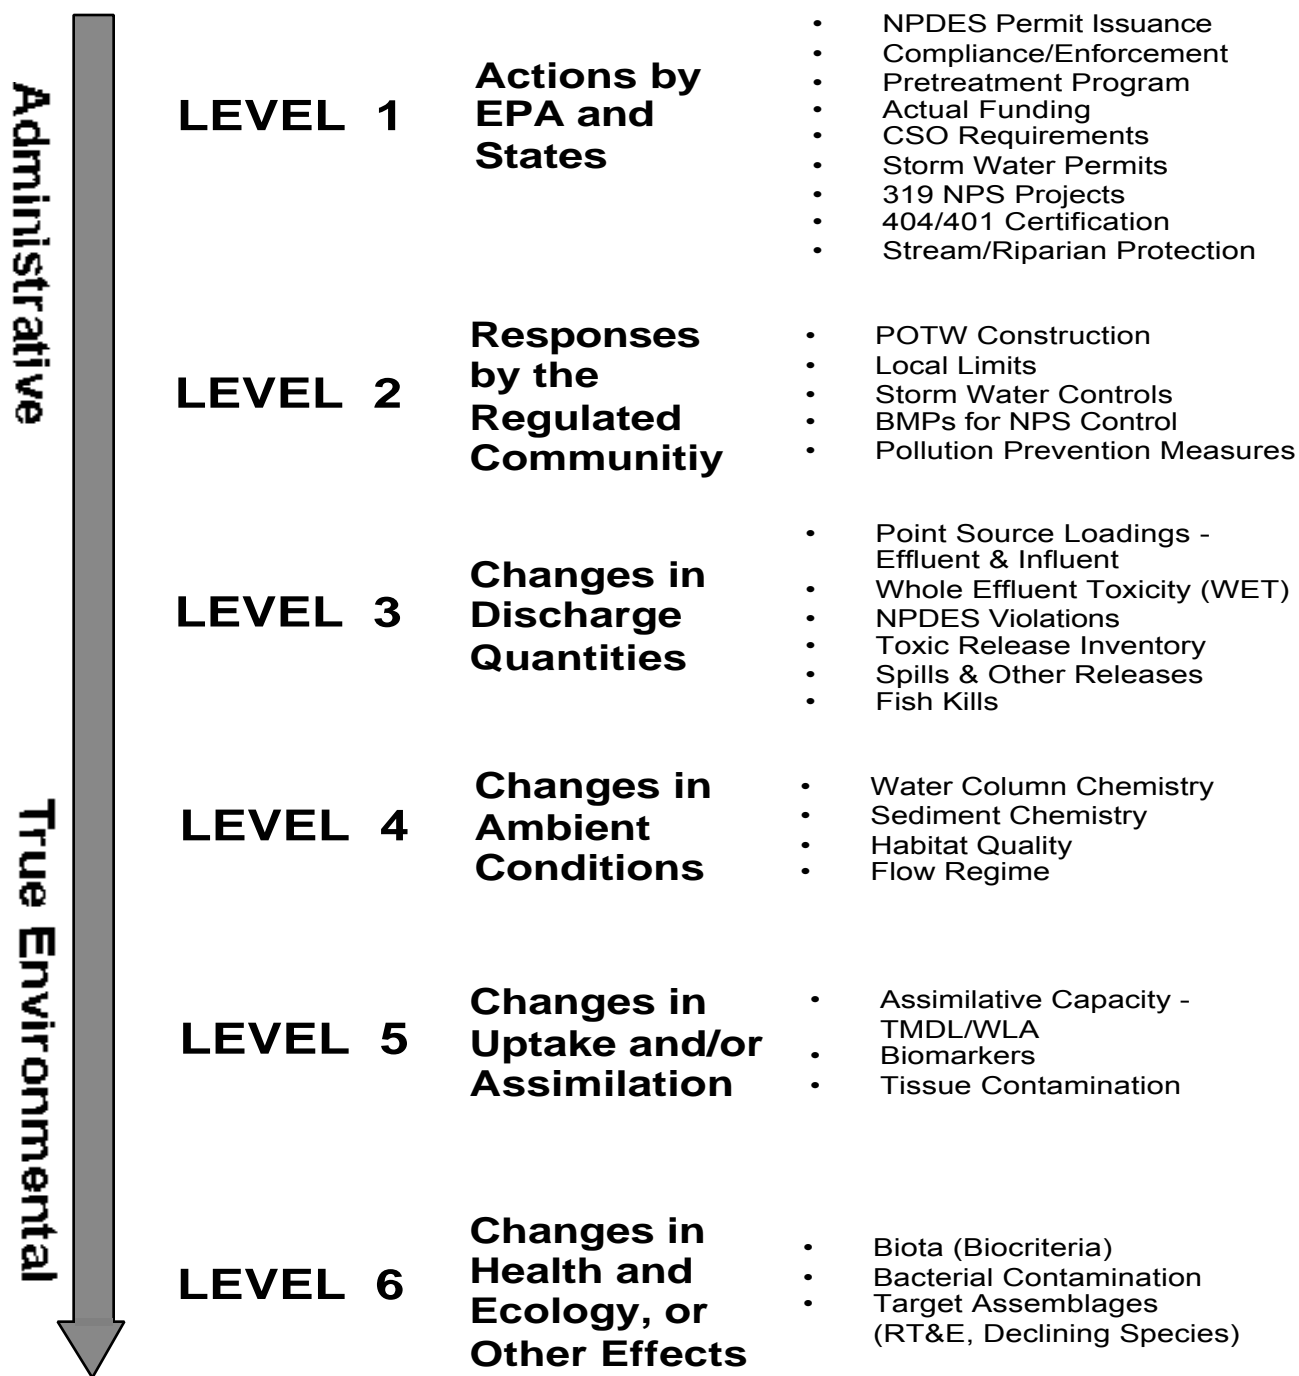 Administrative
True Environmental
LEVEL 1
Actions by
EPA and
States
• NPDES Permit Issuance
• Compliance/Enforcement
• Pretreatment Program
• Actual Funding
• CSO Requirements
• Storm Water Permits
• 319 NPS Projects
• 404/401 Certification
• Stream/Riparian Protection
LEVEL 2
Responses
by the
Regulated
Communitiy
• POTW Construction
• Local Limits
• Storm Water Controls
• BMPs for NPS Control
• Pollution Prevention Measures
LEVEL 3
Changes in
Discharge
Quantities
• Point Source Loadings -
Effluent & Influent
• Whole Effluent Toxicity (WET)
• NPDES Violations
• Toxic Release Inventory
• Spills & Other Releases
• Fish Kills
LEVEL 4
Changes in
Ambient
Conditions
• Water Column Chemistry
• Sediment Chemistry
• Habitat Quality
• Flow Regime
LEVEL 5
Changes in
Uptake and/or
Assimilation
• Assimilative Capacity -
TMDL/WLA
• Biomarkers
• Tissue Contamination
LEVEL 6
Changes in
Health and
Ecology, or
Other Effects
• Biota (Biocriteria)
• Bacterial Contamination
• Target Assemblages
(RT&E, Declining Species)